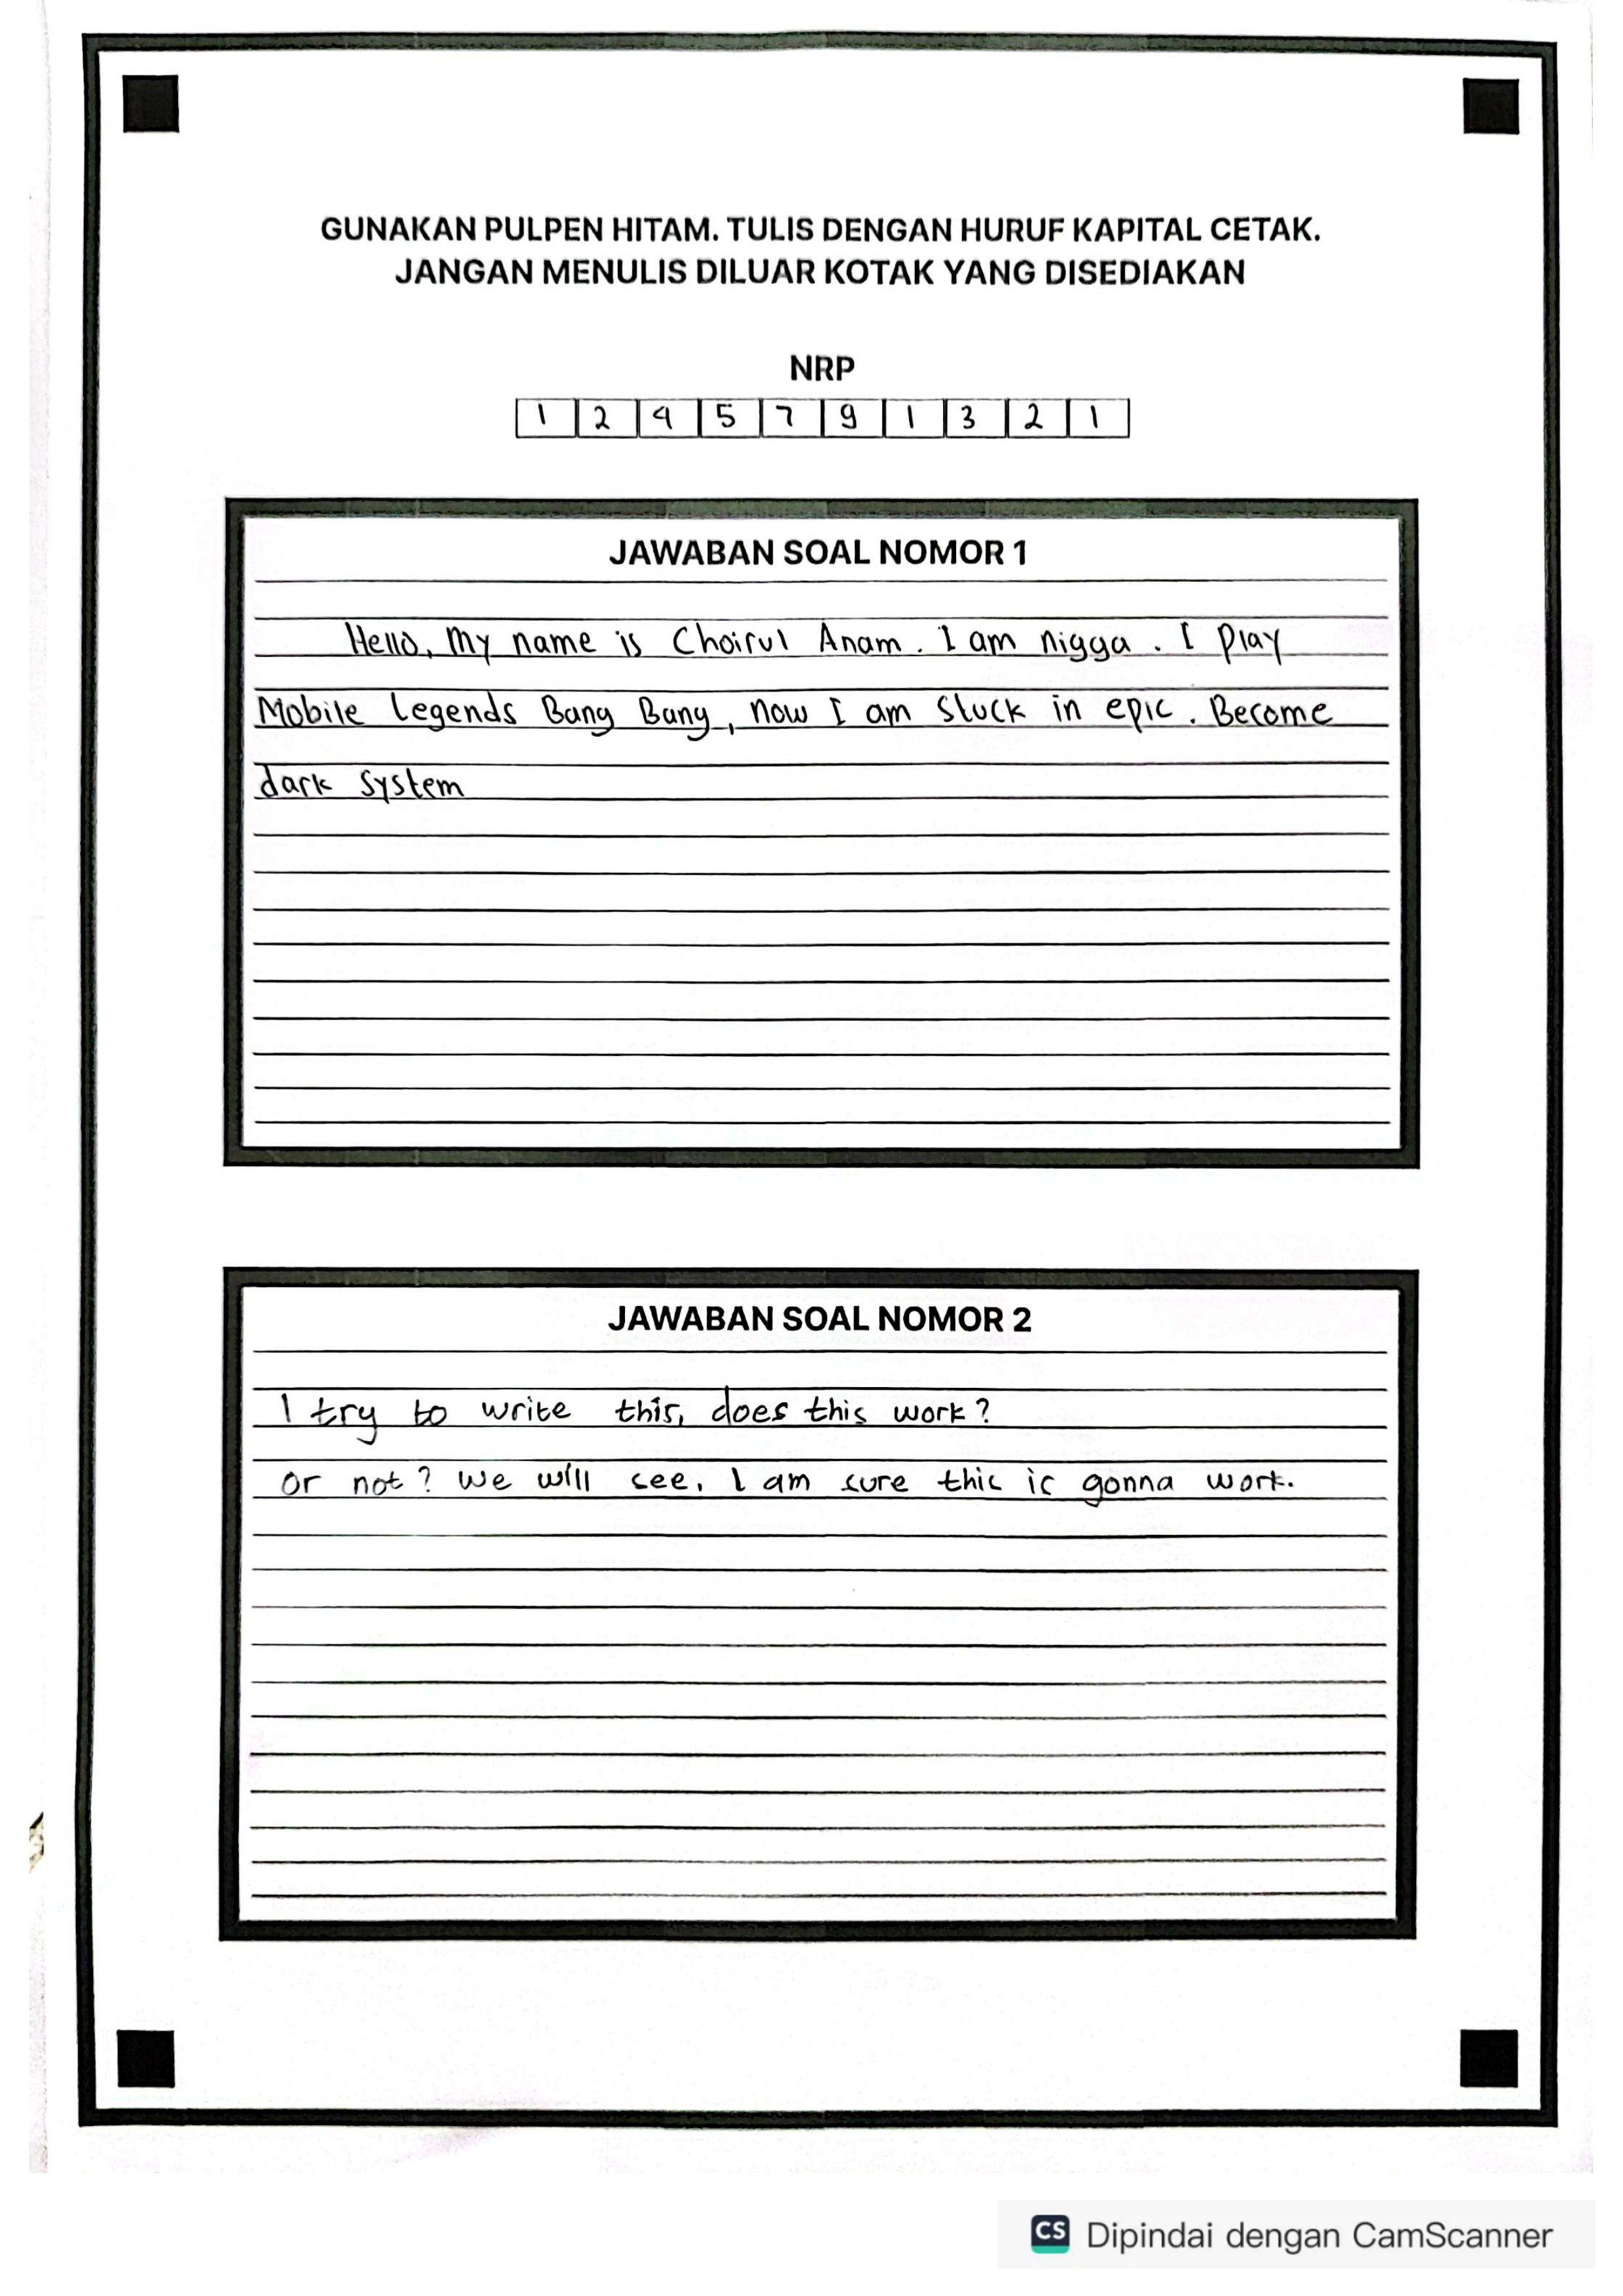 GUNAKAN PULPEN HITAM. TULIS DENGAN HURUF KAPITAL CETAK.
JANGAN MENULIS DILUAR KOTAK YANG DISEDIAKAN
NRP
1 2 4 5 7 9 1 3 2 1
JAWABAN SOAL NOMOR 1
Hello, My name is Choirul Anam. I am nigga. I Play
Mobile Legends Bang Bang, now I am Stuck in epic. Become
dark system
JAWABAN SOAL NOMOR 2
I try to write this, does this work?
or not? we will see. I am sure this is gonna work.
CS Dipindai dengan CamScanner